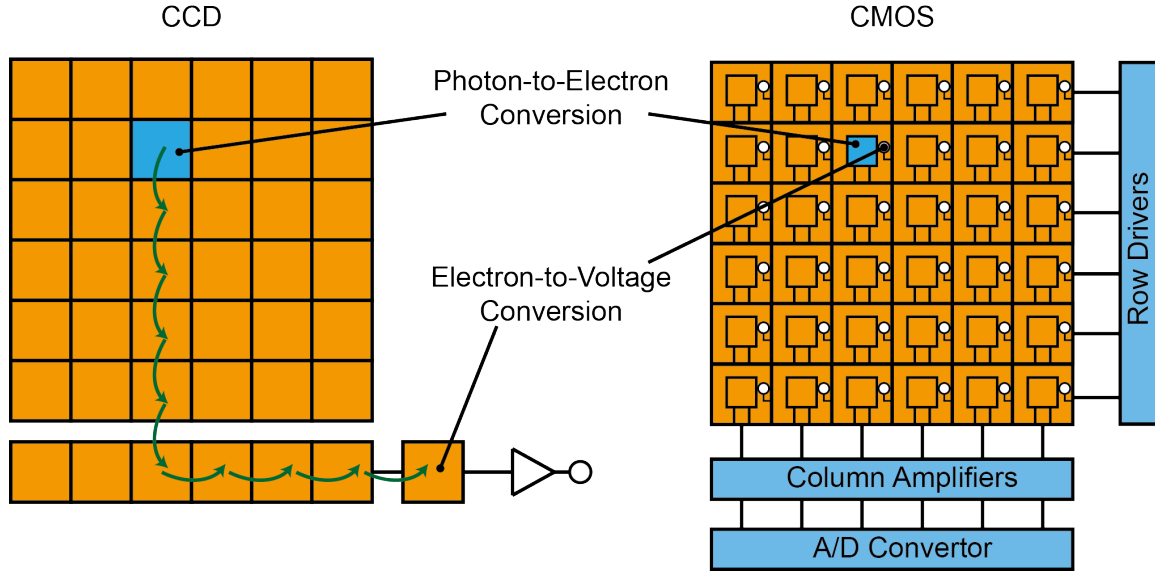 CCD
CMOS
Photon-to-Electron
Conversion
Electron-to-Voltage
Conversion
Row Drivers
Column Amplifiers
A/D Convertor